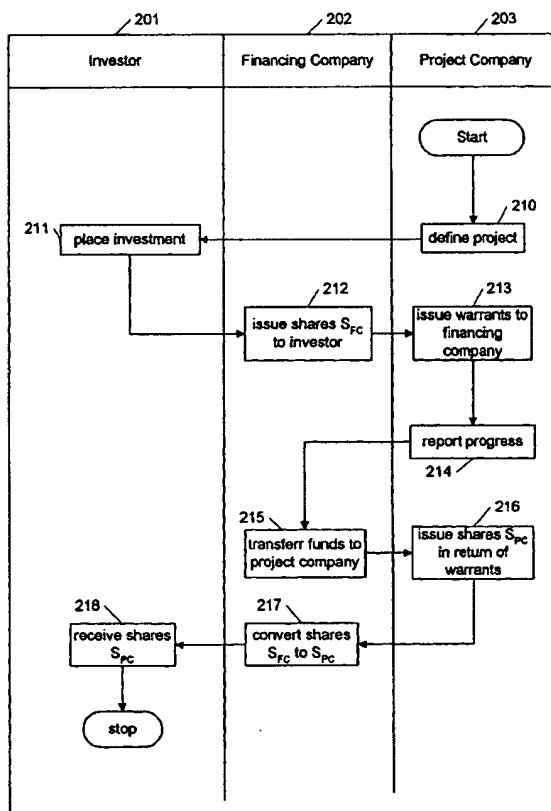 201
202
203
Investor
Financing Company
Project Company
Start
210
define project
211
place investment
212
issue shares S_FC
to investor
213
issue warrants to
financing
company
report progress
214
215
transferr funds to
project company
216
issue shares S_PC
in return of
warrants
217
convert shares
S_FC to S_PC
218
receive shares
S_PC
stop